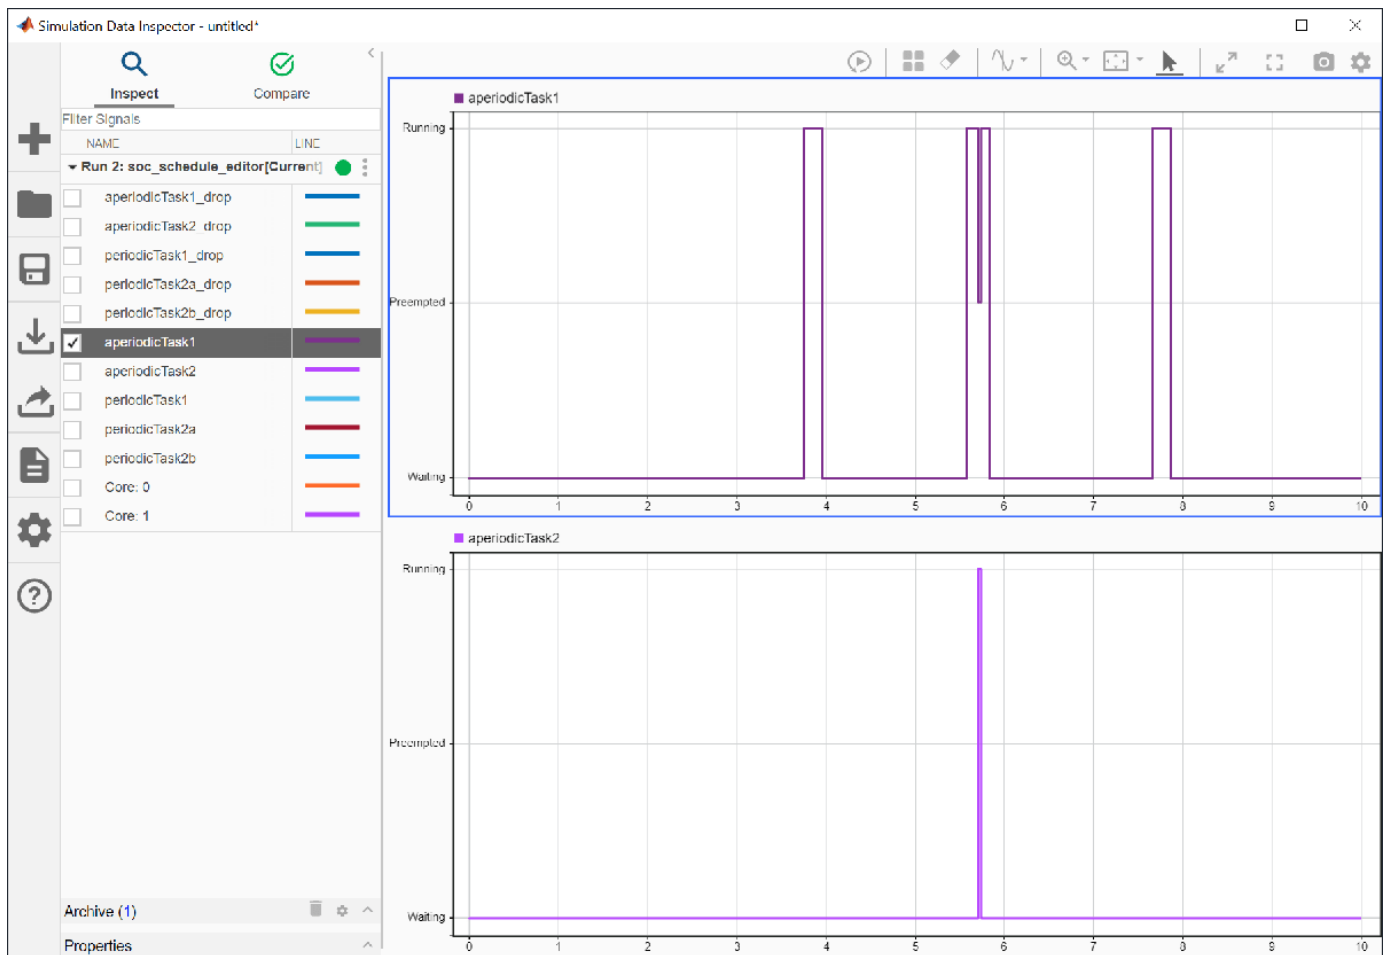 Simulation Data Inspector - untitled*
Inspect
Compare
Filter Signals
NAME
LINE
Run 2: soc_schedule_editor[Current]
aperiodicTask1_drop
aperiodicTask2_drop
periodicTask1_drop
periodicTask2a_drop
periodicTask2b_drop
aperiodicTask1
aperiodicTask2
periodicTask1
periodicTask2a
periodicTask2b
Core: 0
Core: 1
Archive (1)
Properties
aperiodicTask1
Running
Preempted
Waiting
0 1 2 3 4 5 6 7 8 9 10
aperiodicTask2
Running
Preempted
Waiting
0 1 2 3 4 5 6 7 8 9 10